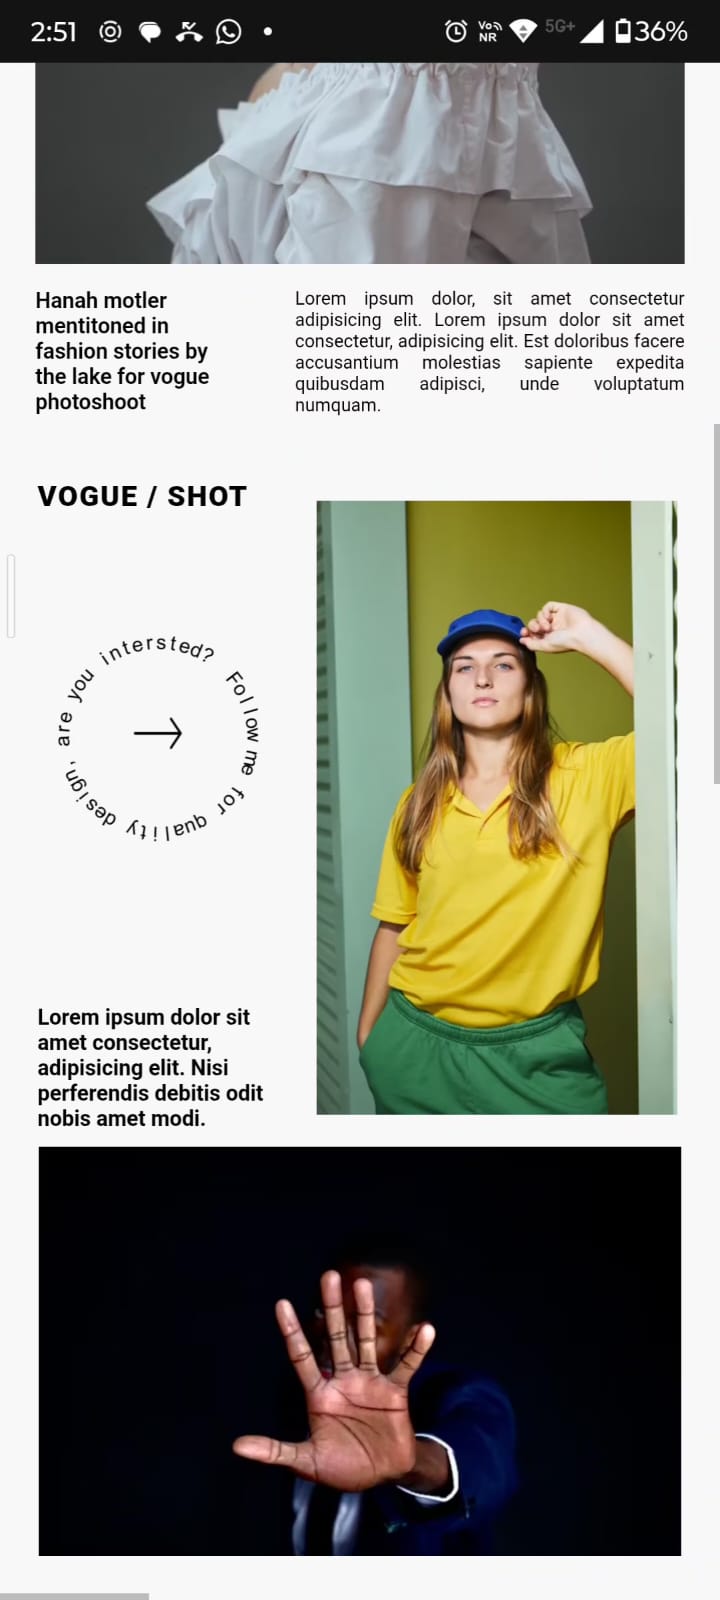 2:51
Vo))
NR
5G+
36%
Hanah motler
mentitoned in
fashion stories by
the lake for vogue
photoshoot
Lorem ipsum dolor, sit amet consectetur
adipisicing elit. Lorem ipsum dolor sit amet
consectetur, adipisicing elit. Est doloribus facere
accusantium molestias sapiente expedita
quibusdam adipisci, unde voluptatum
numquam.
VOGUE / SHOT
Follow me for quality design, are you intersted?
Lorem ipsum dolor sit
amet consectetur,
adipisicing elit. Nisi
perferendis debitis odit
nobis amet modi.